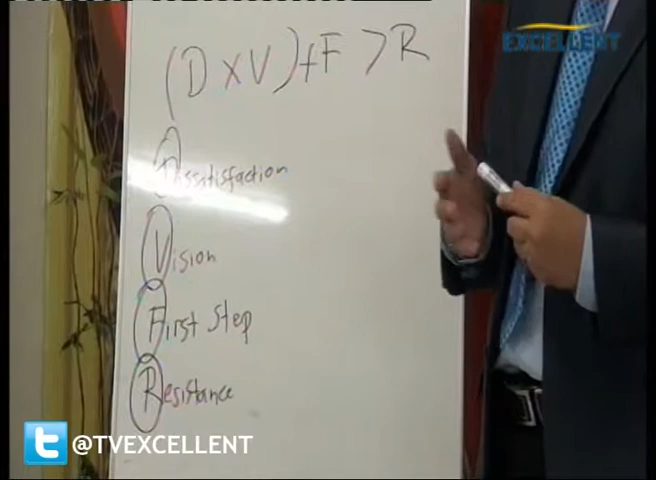 (D x V) + F > R
EXCELLENT
Dissatisfaction
Vision
First Step
Resistance
@TVEXCELLENT